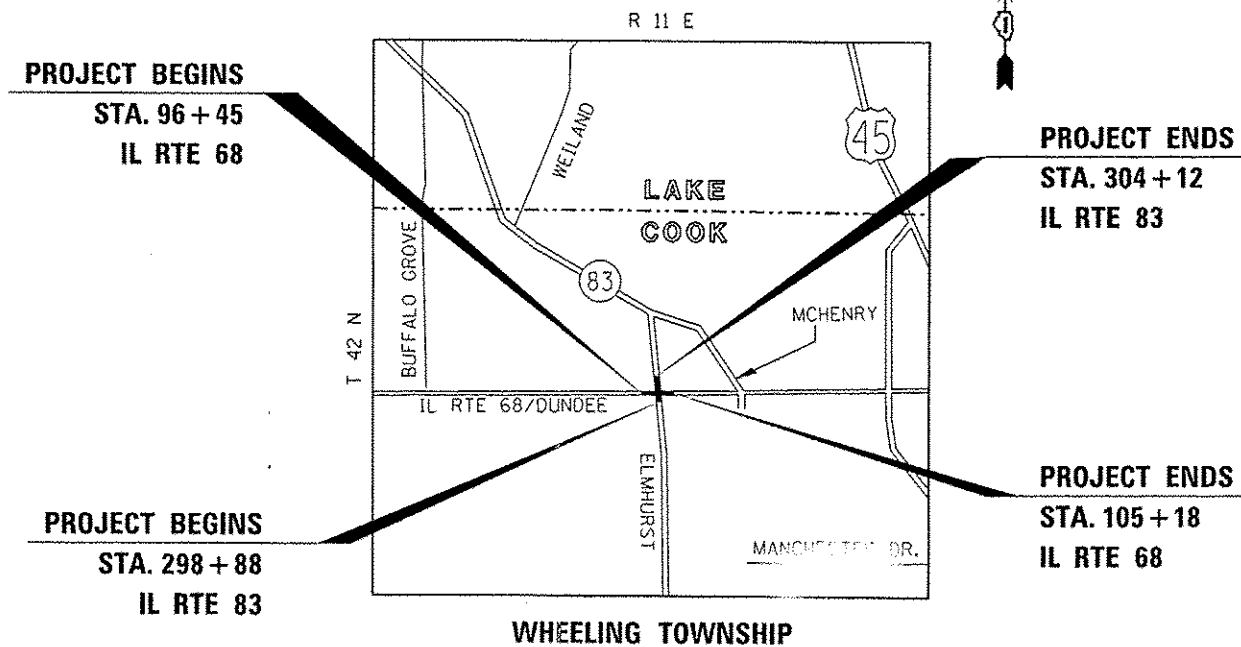 R 11 E
PROJECT BEGINS
STA. 96+45
IL RTE 68
PROJECT ENDS
STA. 304+12
IL RTE 83
45
WEILAND
LAKE
COOK
BUFFALO GROVE
83
MCHENRY
T 42 N
IL RTE 68/DUNDEE
ELMHURST
PROJECT BEGINS
STA. 298+88
IL RTE 83
PROJECT ENDS
STA. 105+18
IL RTE 68
DR.
WHEELING TOWNSHIP